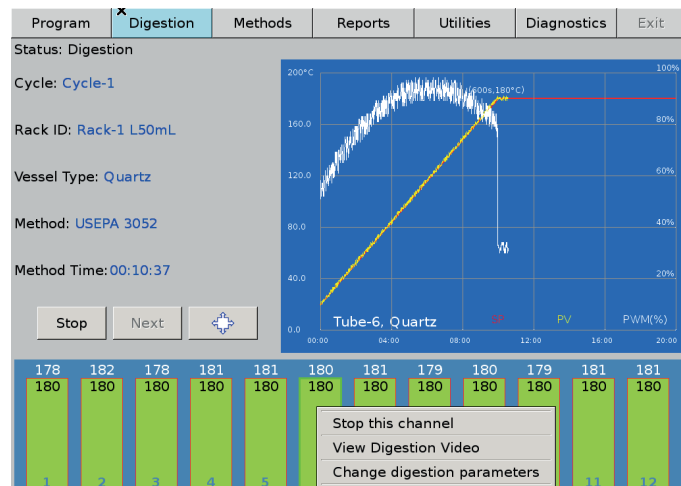 x
Program Digestion Methods Reports Utilities Diagnostics Exit
Status: Digestion
Cycle: Cycle-1
Rack ID: Rack-1 L50mL
Vessel Type: Quartz
Method: USEPA 3052
Method Time: 00:10:37
Stop Next
200°C 100%
(600s,180°C)
160.0 80%
120.0 60%
80.0 40%
40.0 20%
0.0 Tube-6, Quartz PV PWM(%)
00:00 04:00 08:00 12:00 16:00 20:00
178 182 178 181 181 180 181 179 180 179 181 181
180 180 180 180 180 180 180 180 180 180 180 180
Stop this channel
View Digestion Video
Change digestion parameters
1 2 3 4 5 11 12